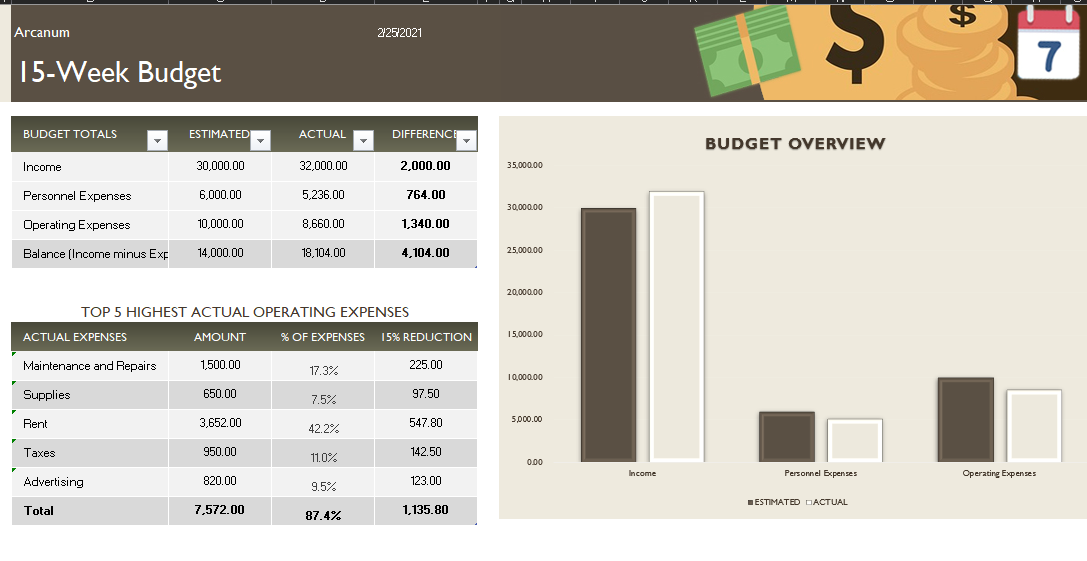 Arcanum 2/25/2021
15-Week Budget
$ $
7
BUDGET TOTALS ESTIMATED ACTUAL DIFFERENCE
Income 30,000.00 32,000.00 2,000.00
Personnel Expenses 6,000.00 5,236.00 764.00
Operating Expenses 10,000.00 8,660.00 1,340.00
Balance (Income minus Exp 14,000.00 18,104.00 4,104.00
TOP 5 HIGHEST ACTUAL OPERATING EXPENSES
ACTUAL EXPENSES AMOUNT % OF EXPENSES 15% REDUCTION
Maintenance and Repairs 1,500.00 17.3% 225.00
Supplies 650.00 7.5% 97.50
Rent 3,652.00 42.2% 547.80
Taxes 950.00 11.0% 142.50
Advertising 820.00 9.5% 123.00
Total 7,572.00 87.4% 1,135.80
BUDGET OVERVIEW
35,000.00
30,000.00
25,000.00
20,000.00
15,000.00
10,000.00
5,000.00
0.00
Income Personnel Expenses Operating Expenses
ESTIMATED ACTUAL